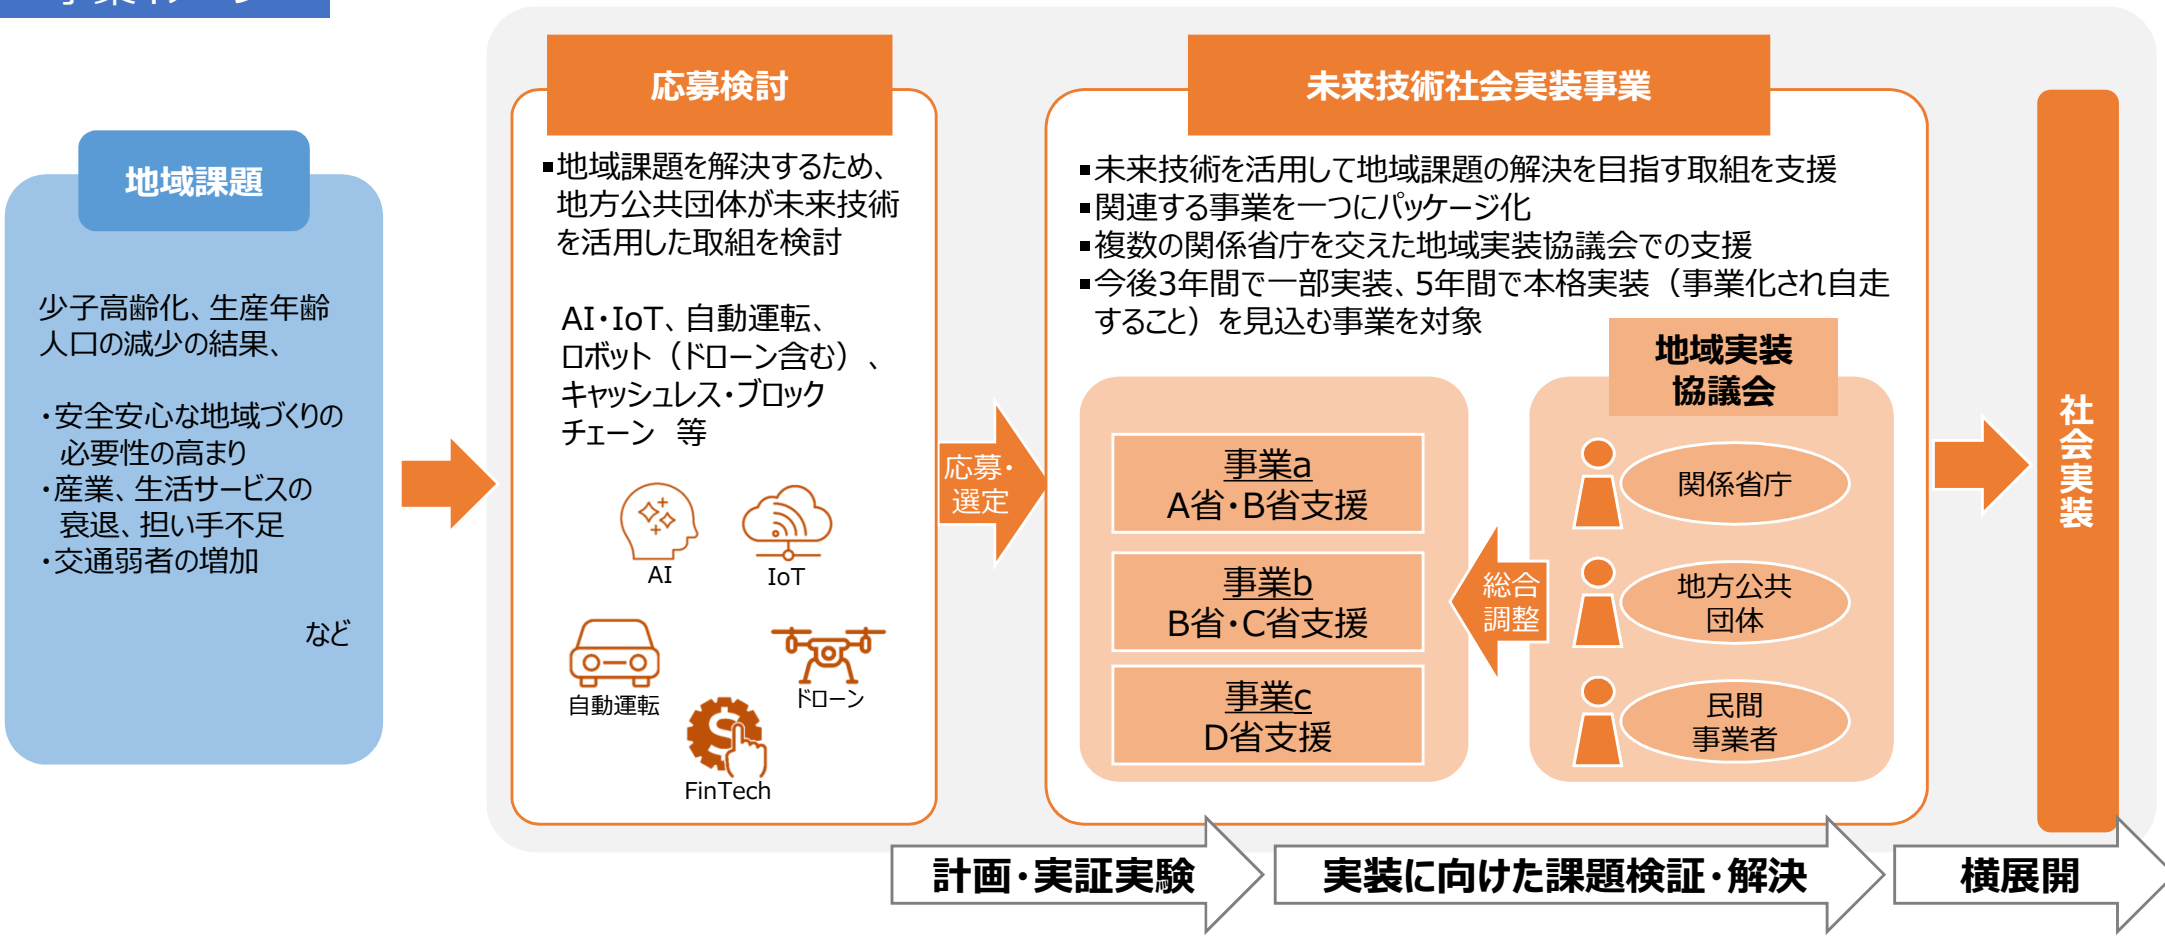 地域課題
少子高齢化、生産年齢
人口の減少の結果、
・安全安心な地域づくりの
必要性の高まり
・産業、生活サービスの
衰退、担い手不足
・交通弱者の増加
など
応募検討
▪地域課題を解決するため、
地方公共団体が未来技術
を活用した取組を検討
AI・IoT、自動運転、
ロボット（ドローン含む）、
キャッシュレス・ブロック
チェーン 等
AI
IoT
自動運転
ドローン
FinTech
応募・
選定
未来技術社会実装事業
▪未来技術を活用して地域課題の解決を目指す取組を支援
▪関連する事業を一つにパッケージ化
▪複数の関係省庁を交えた地域実装協議会での支援
▪今後3年間で一部実装、5年間で本格実装（事業化され自走
すること）を見込む事業を対象
事業a
A省・B省支援
事業b
B省・C省支援
事業c
D省支援
総合
調整
地域実装
協議会
関係省庁
地方公共
団体
民間
事業者
社会実装
計画・実証実験
実装に向けた課題検証・解決
横展開